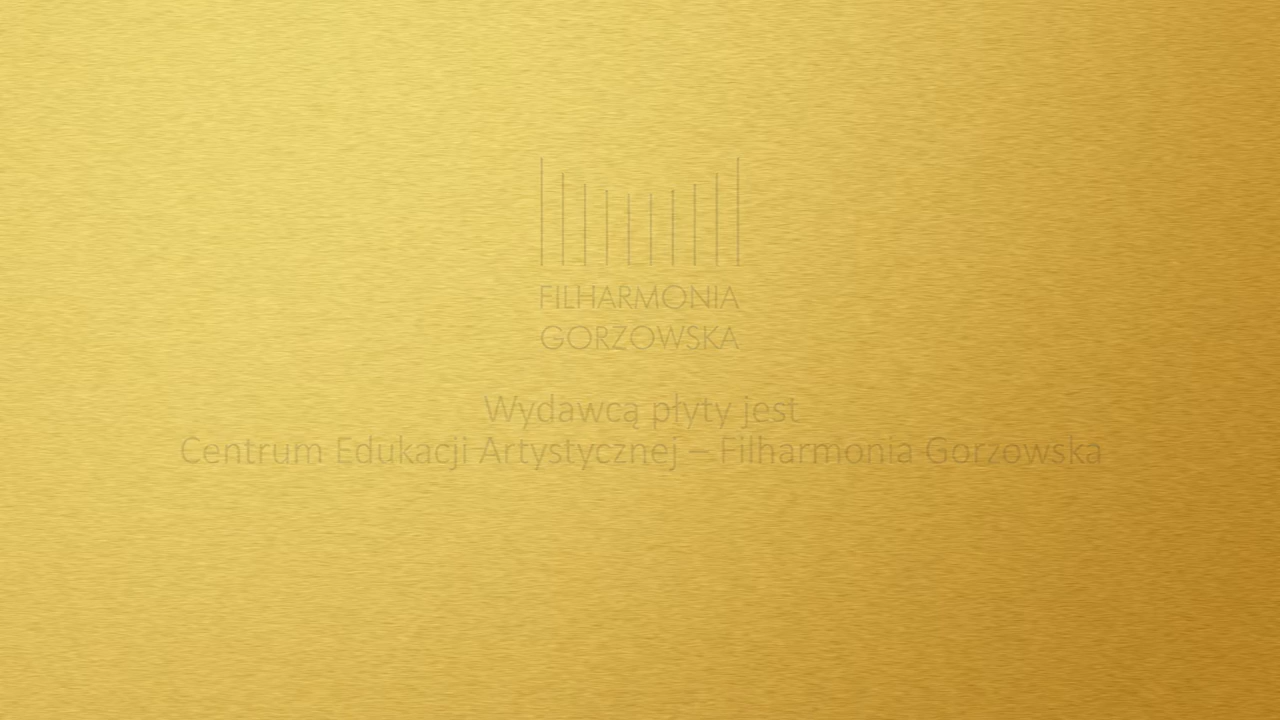 FILHARMONIA
GORZOWSKA
Wydawcą płyty jest
Centrum Edukacji Artystycznej – Filharmonia Gorzowska